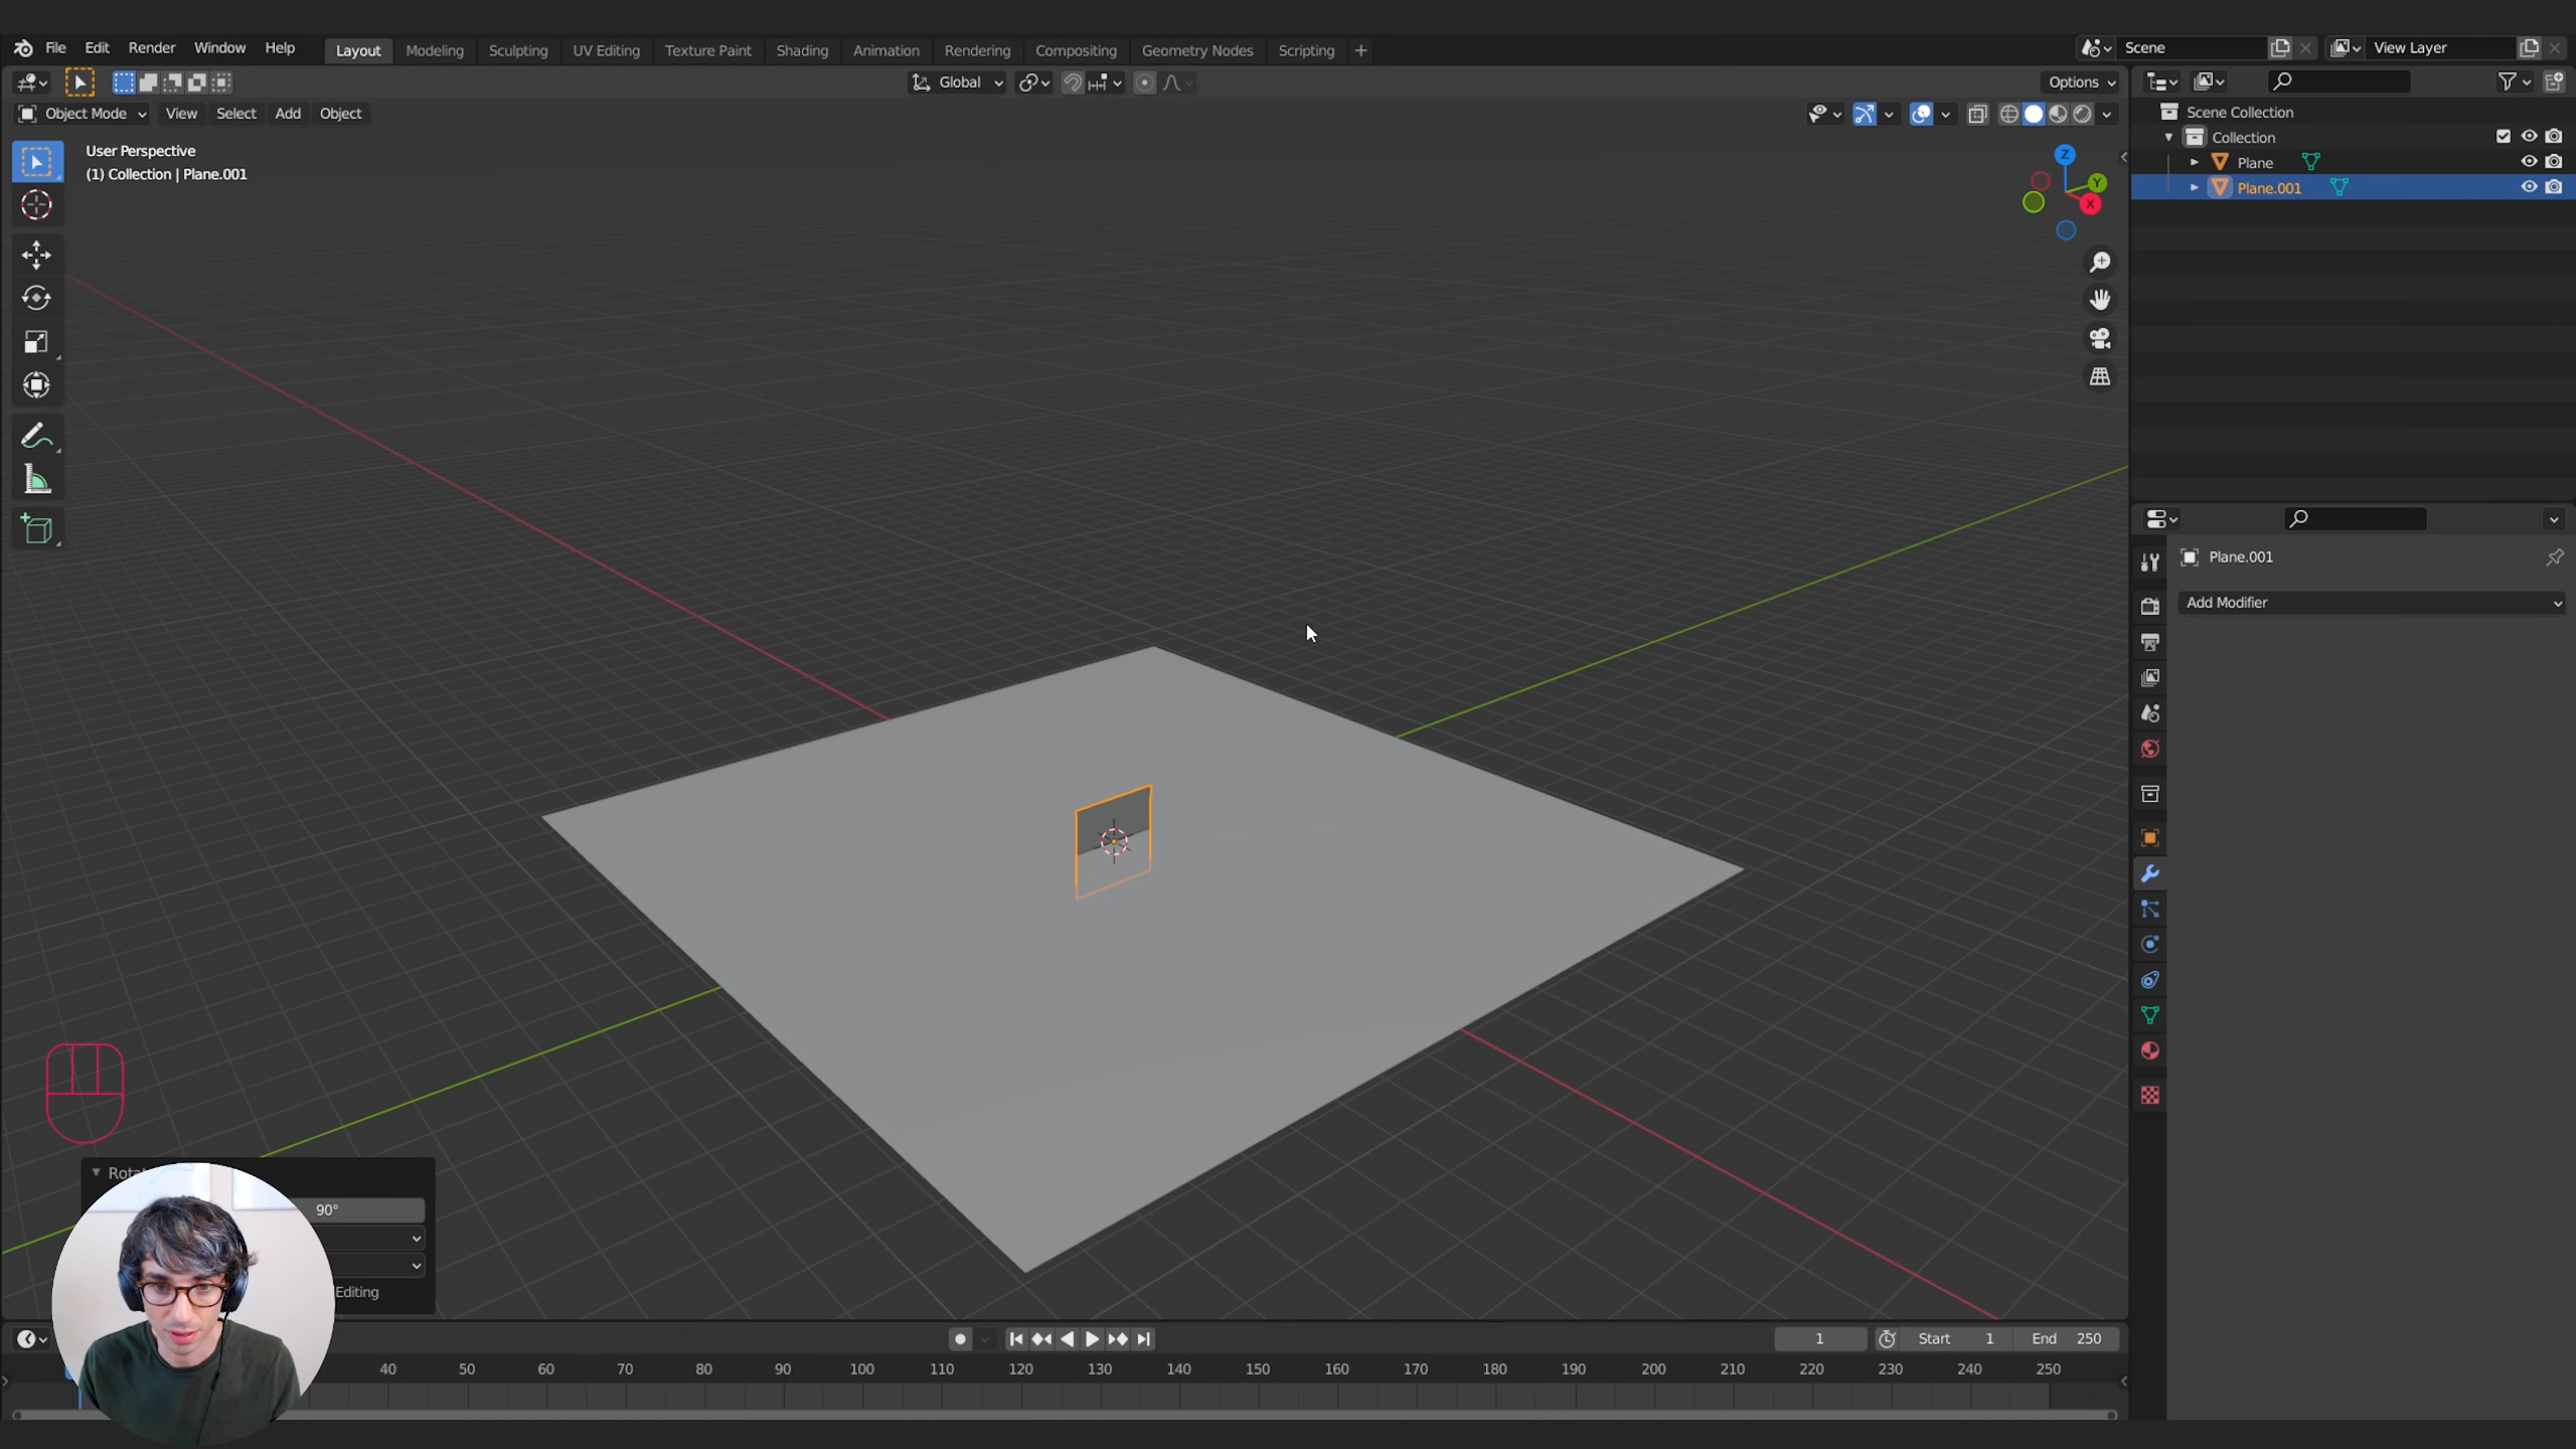 File Edit Render Window Help Layout Modeling Sculpting UV Editing Texture Paint Shading Animation Rendering Compositing Geometry Nodes Scripting + Scene View Layer
Global Options
Object Mode View Select Add Object
User Perspective
(1) Collection | Plane.001
Z
Y
X
Scene Collection
Collection
Plane
Plane.001
Plane.001
Add Modifier
90°
Editing
1 Start 1 End 250
40 50 60 70 80 90 100 110 120 130 140 150 160 170 180 190 200 210 220 230 240 250